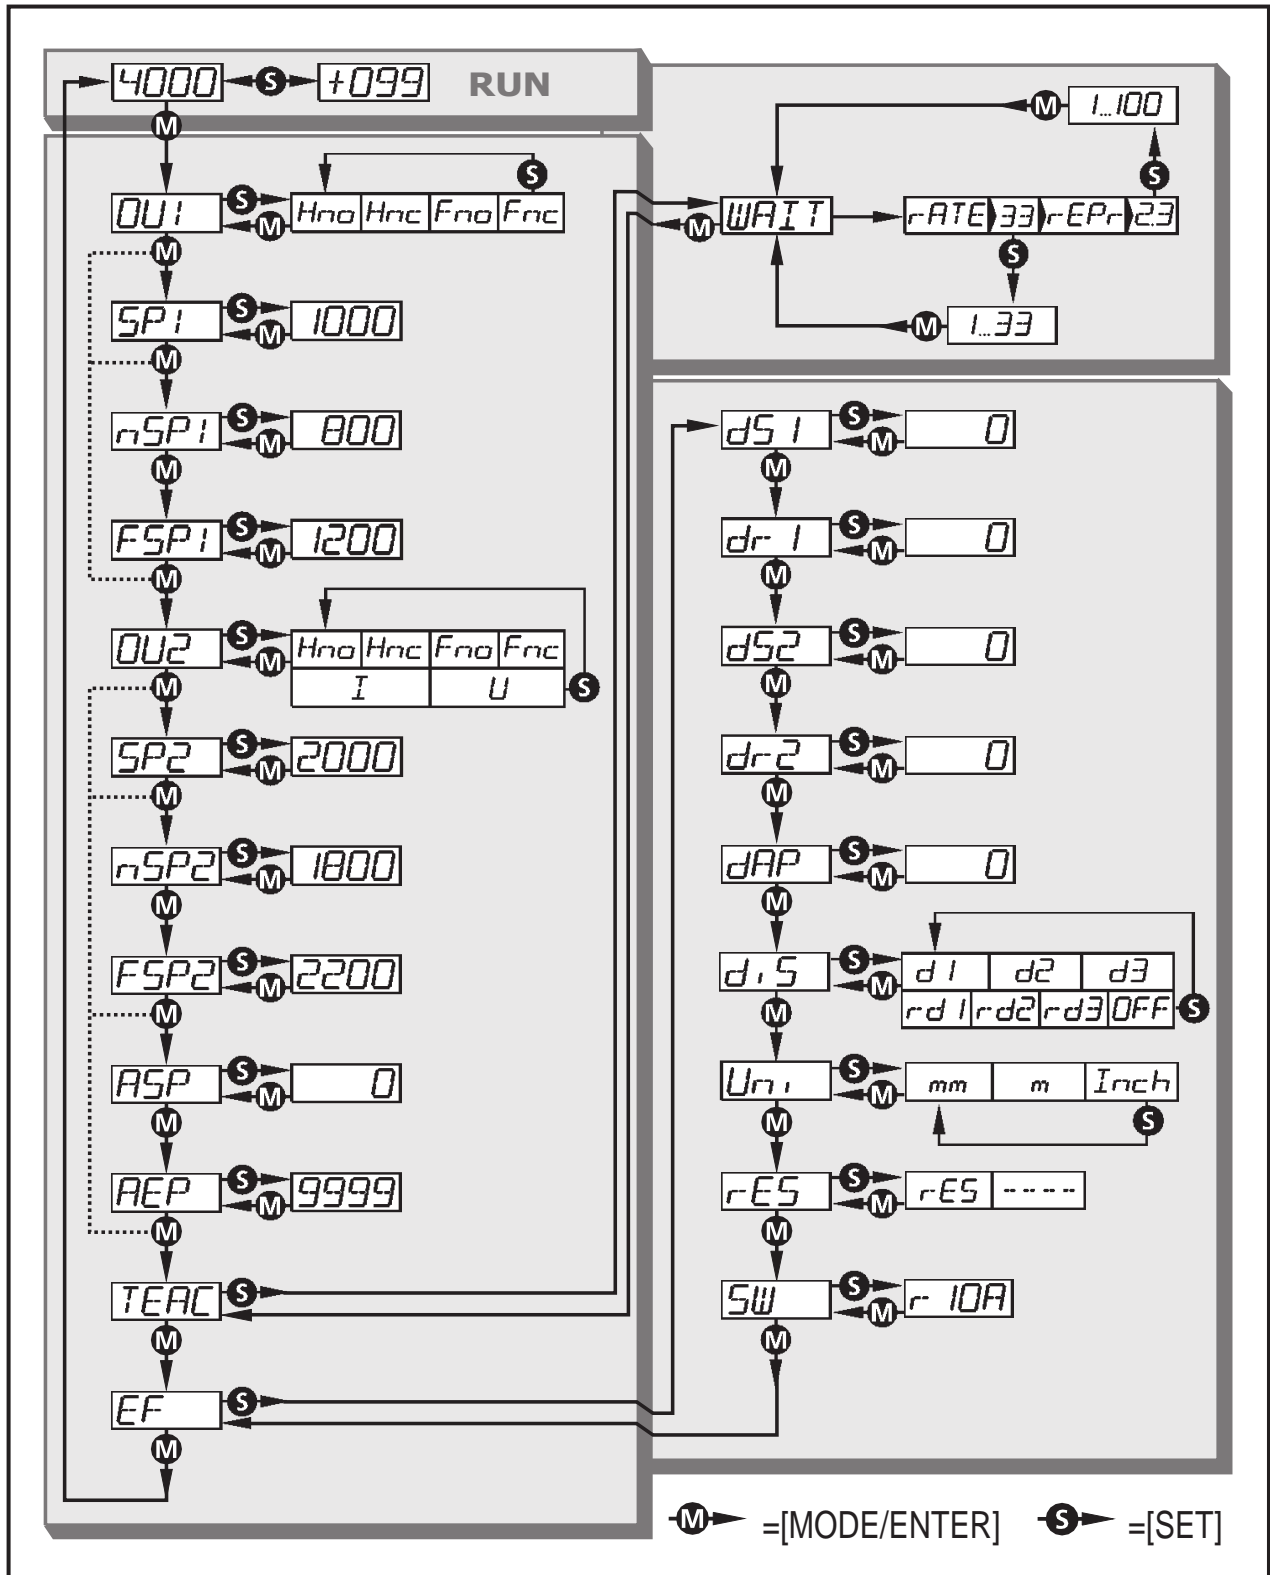 4000 S +099 RUN
M
OU1 S M Hno Hnc Fno Fnc S
M
SP1 S M 1000
M
nSP1 S M 800
M
FSP1 S M 1200
M
OU2 S M Hno Hnc Fno Fnc
I U S
M
SP2 S M 2000
M
nSP2 S M 1800
M
FSP2 S M 2200
M
ASP S M 0
M
AEP S M 9999
M
TEAC S
M
EF S
M
M 1...100
S
M WAIT rATE 33 rEPr 2.3
S
M 1...33
dS1 S M 0
M
dr1 S M 0
M
dS2 S M 0
M
dr2 S M 0
M
dAP S M 0
M
diS S M d1 d2 d3
rd1 rd2 rd3 OFF S
M
Uni S M mm m Inch
M S
rES S M rES ----
M
SW S M r 10A
M
M =[MODE/ENTER] S =[SET]